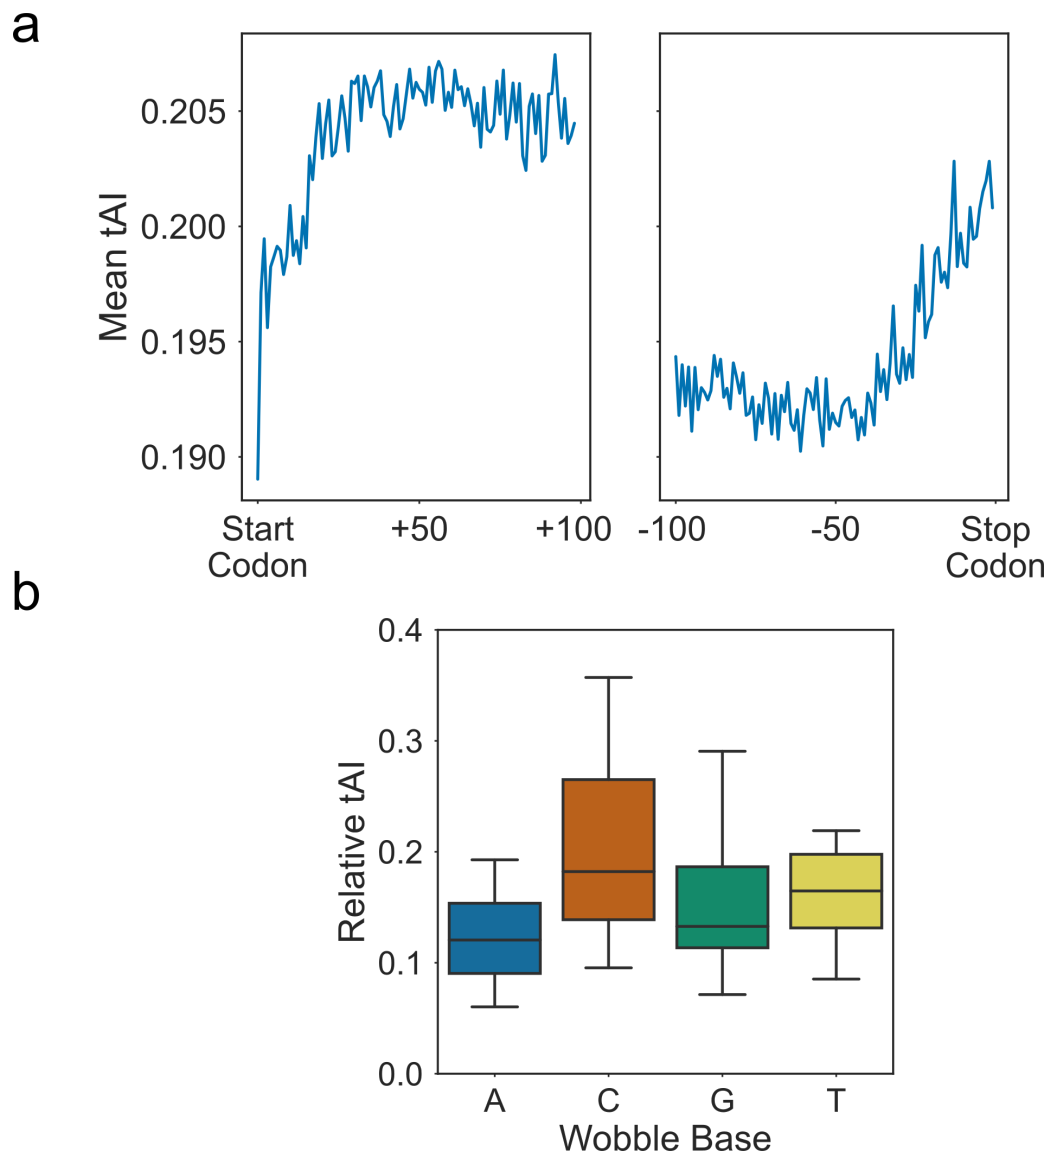 a
Mean tAI
0.205
0.200
0.195
0.190
Start
Codon
+50
+100
-100
-50
Stop
Codon
b
Relative tAI
0.4
0.3
0.2
0.1
0.0
A
C
G
T
Wobble Base